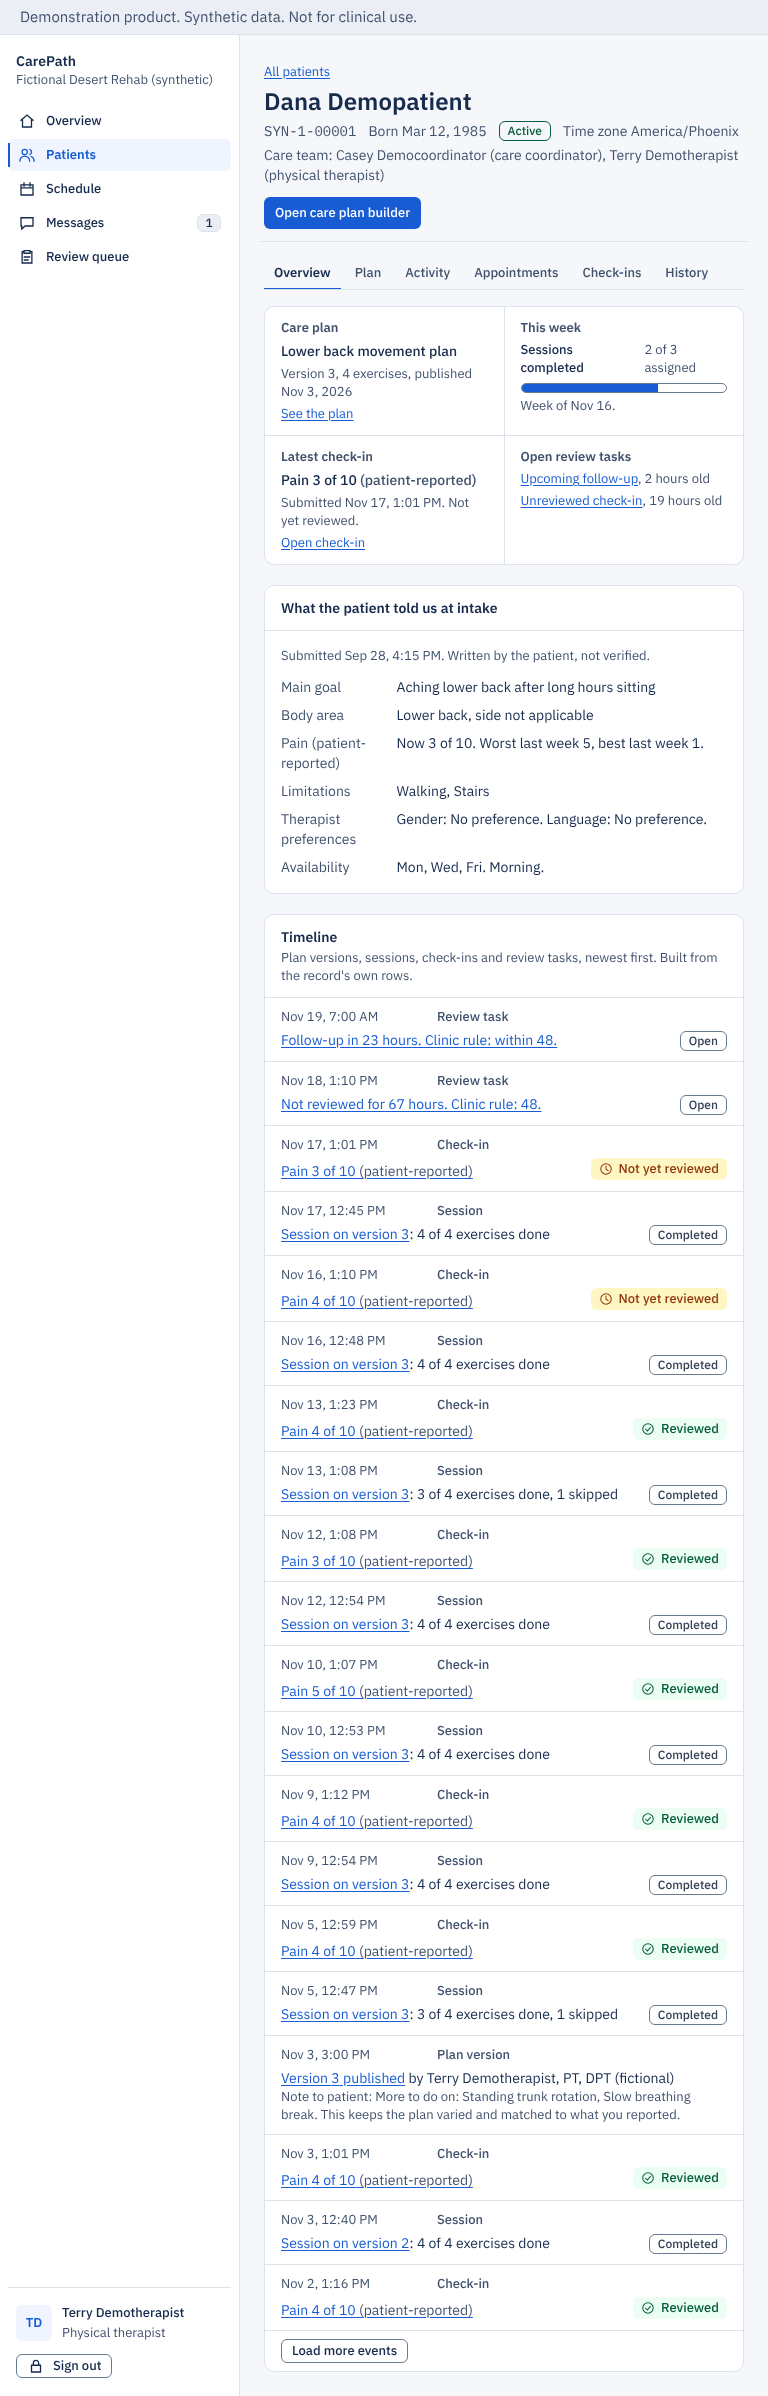 Demonstration product. Synthetic data. Not for clinical use.
CarePath
Fictional Desert Rehab (synthetic)
Overview
Patients
Schedule
Messages 1
Review queue
All patients
Dana Demopatient
SYN-1-00001 Born Mar 12, 1985 Active Time zone America/Phoenix
Care team: Casey Democoordinator (care coordinator), Terry Demotherapist
(physical therapist)
Open care plan builder
Overview Plan Activity Appointments Check-ins History
Care plan
Lower back movement plan
Version 3, 4 exercises, published
Nov 3, 2026
See the plan
This week
Sessions completed 2 of 3 assigned
Week of Nov 16.
Latest check-in
Pain 3 of 10 (patient-reported)
Submitted Nov 17, 1:01 PM. Not
yet reviewed.
Open check-in
Open review tasks
Upcoming follow-up, 2 hours old
Unreviewed check-in, 19 hours old
What the patient told us at intake
Submitted Sep 28, 4:15 PM. Written by the patient, not verified.
Main goal Aching lower back after long hours sitting
Body area Lower back, side not applicable
Pain (patient-reported) Now 3 of 10. Worst last week 5, best last week 1.
Limitations Walking, Stairs
Therapist preferences Gender: No preference. Language: No preference.
Availability Mon, Wed, Fri. Morning.
Timeline
Plan versions, sessions, check-ins and review tasks, newest first. Built from
the record's own rows.
Nov 19, 7:00 AM Review task
Follow-up in 23 hours. Clinic rule: within 48. Open
Nov 18, 1:10 PM Review task
Not reviewed for 67 hours. Clinic rule: 48. Open
Nov 17, 1:01 PM Check-in
Pain 3 of 10 (patient-reported) Not yet reviewed
Nov 17, 12:45 PM Session
Session on version 3: 4 of 4 exercises done Completed
Nov 16, 1:10 PM Check-in
Pain 4 of 10 (patient-reported) Not yet reviewed
Nov 16, 12:48 PM Session
Session on version 3: 4 of 4 exercises done Completed
Nov 13, 1:23 PM Check-in
Pain 4 of 10 (patient-reported) Reviewed
Nov 13, 1:08 PM Session
Session on version 3: 3 of 4 exercises done, 1 skipped Completed
Nov 12, 1:08 PM Check-in
Pain 3 of 10 (patient-reported) Reviewed
Nov 12, 12:54 PM Session
Session on version 3: 4 of 4 exercises done Completed
Nov 10, 1:07 PM Check-in
Pain 5 of 10 (patient-reported) Reviewed
Nov 10, 12:53 PM Session
Session on version 3: 4 of 4 exercises done Completed
Nov 9, 1:12 PM Check-in
Pain 4 of 10 (patient-reported) Reviewed
Nov 9, 12:54 PM Session
Session on version 3: 4 of 4 exercises done Completed
Nov 5, 12:59 PM Check-in
Pain 4 of 10 (patient-reported) Reviewed
Nov 5, 12:47 PM Session
Session on version 3: 3 of 4 exercises done, 1 skipped Completed
Nov 3, 3:00 PM Plan version
Version 3 published by Terry Demotherapist, PT, DPT (fictional)
Note to patient: More to do on: Standing trunk rotation, Slow breathing
break. This keeps the plan varied and matched to what you reported.
Nov 3, 1:01 PM Check-in
Pain 4 of 10 (patient-reported) Reviewed
Nov 3, 12:40 PM Session
Session on version 2: 4 of 4 exercises done Completed
Nov 2, 1:16 PM Check-in
Pain 4 of 10 (patient-reported) Reviewed
Load more events
TD
Terry Demotherapist
Physical therapist
Sign out